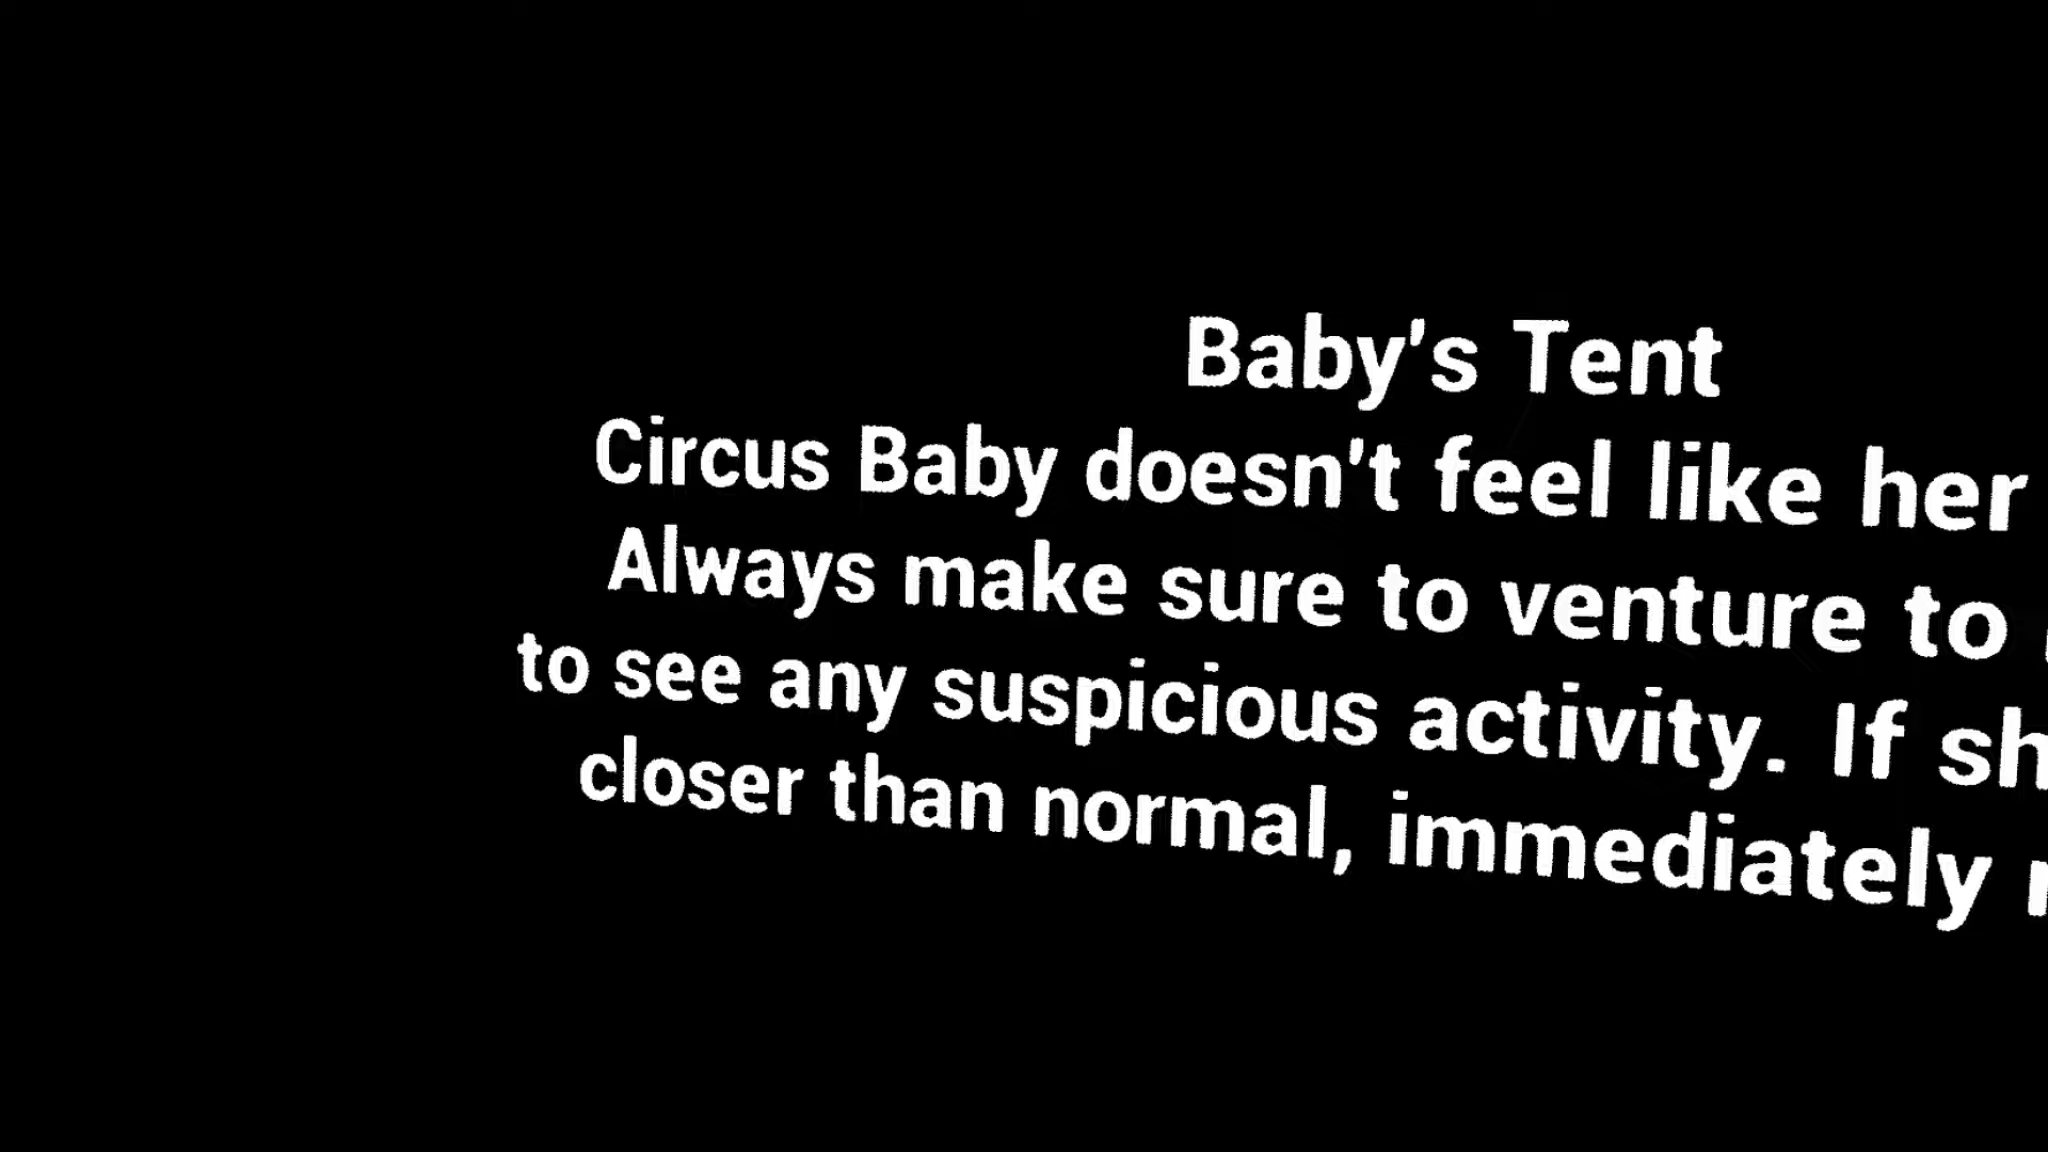 Baby's Tent
Circus Baby doesn't feel like her
Always make sure to venture to
to see any suspicious activity. If
closer than normal, immediately